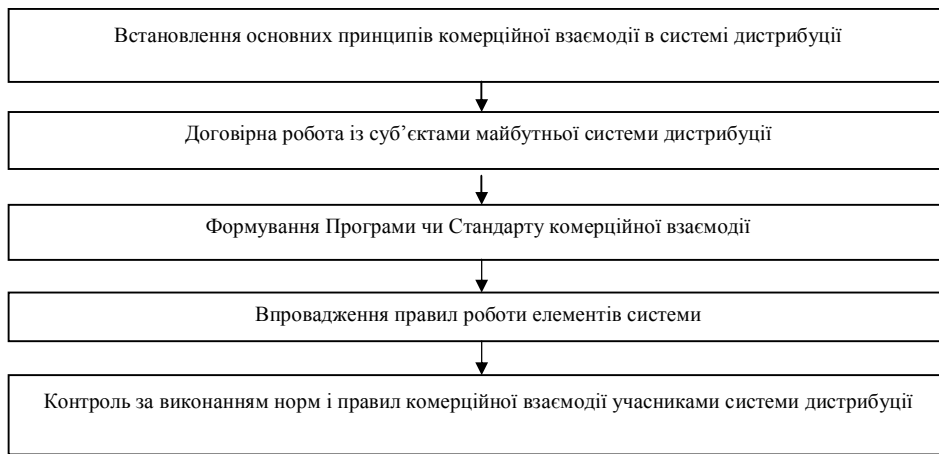 Встановлення основних принципів комерційної взаємодії в системі дистрибуції
Договірна робота із суб’єктами майбутньої системи дистрибуції
Формування Програми чи Стандарту комерційної взаємодії
Впровадження правил роботи елементів системи
Контроль за виконанням норм і правил комерційної взаємодії учасниками системи дистрибуції